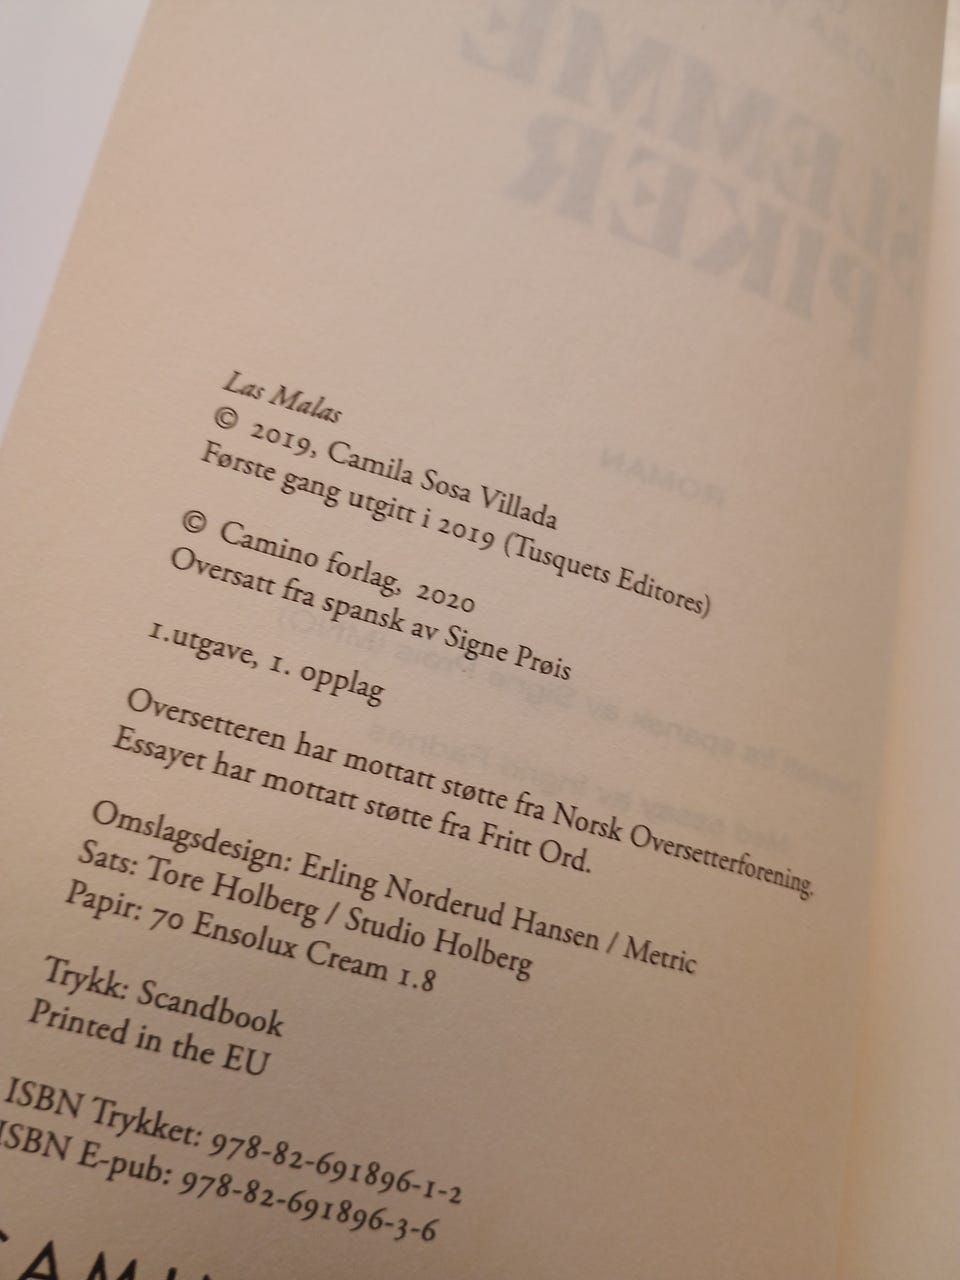 SLEMME
PIKER
ROMAN
Las Malas
© 2019, Camila Sosa Villada
Første gang utgitt i 2019 (Tusquets Editores)
© Camino forlag, 2020
Oversatt fra spansk av Signe Prøis
1.utgave, 1. opplag
Oversetteren har mottatt støtte fra Norsk Oversetterforening.
Essayet har mottatt støtte fra Fritt Ord.
Omslagsdesign: Erling Norderud Hansen / Metric
Sats: Tore Holberg / Studio Holberg
Papir: 70 Ensolux Cream 1.8
Trykk: Scandbook
Printed in the EU
ISBN Trykket: 978-82-691896-1-2
ISBN E-pub: 978-82-691896-3-6